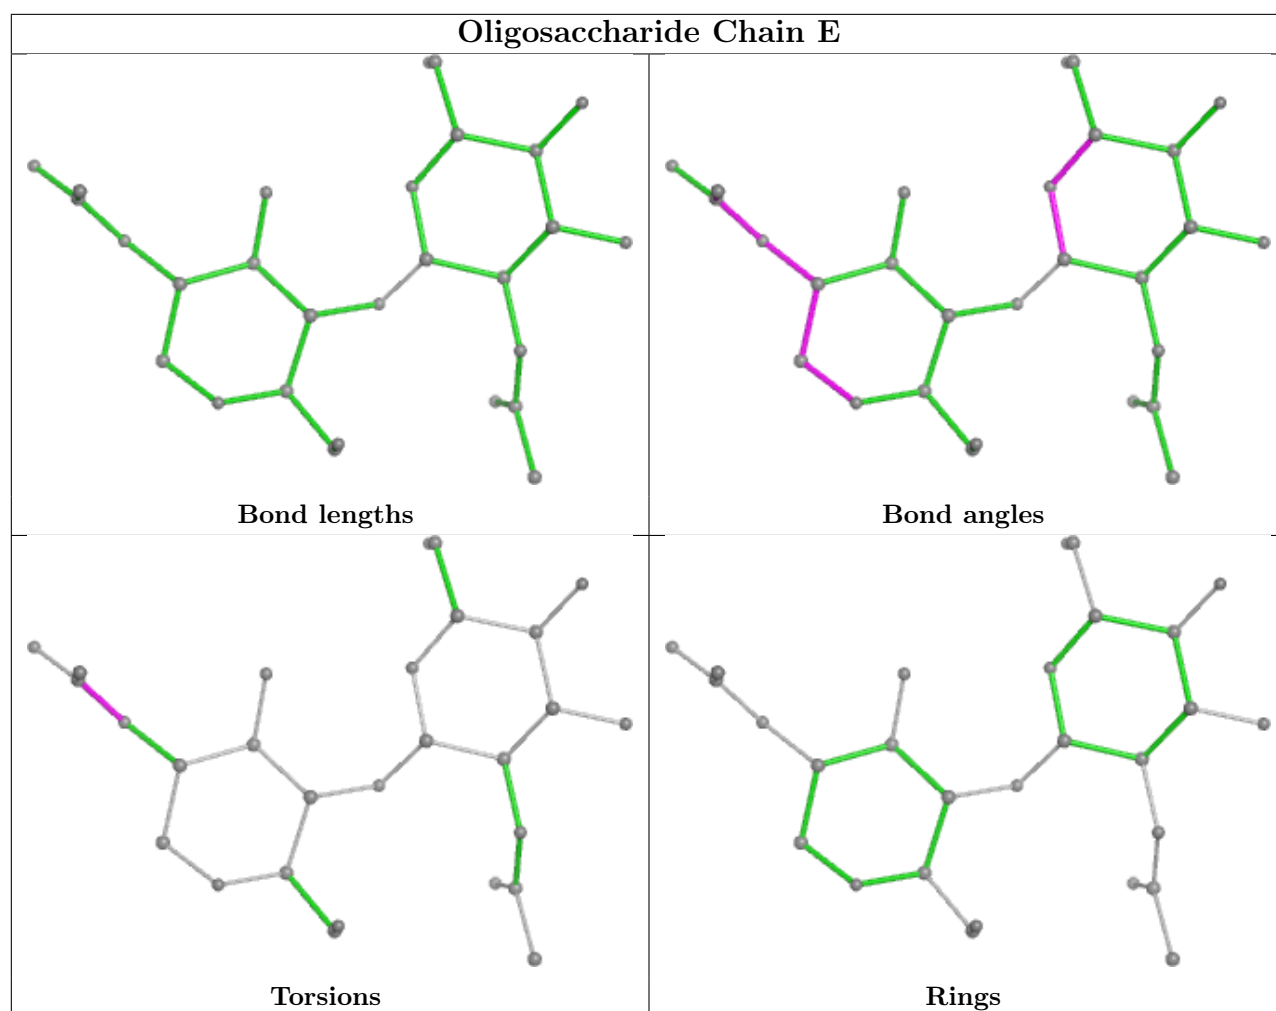 Oligosaccharide Chain E
Bond lengths
Bond angles
Torsions
Rings